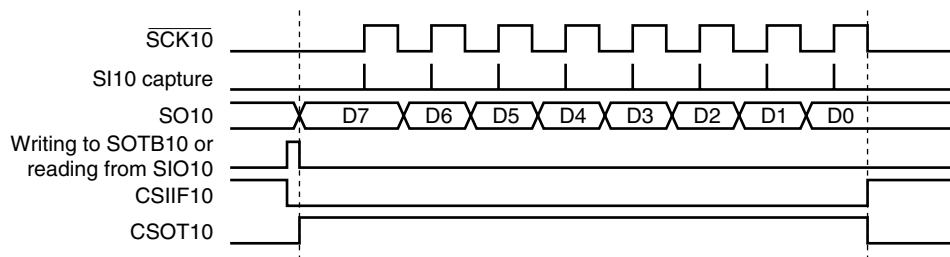 SCK10
SI10 capture
SO10 D7 D6 D5 D4 D3 D2 D1 D0
Writing to SOTB10 or
reading from SIO10
CSIIF10
CSOT10